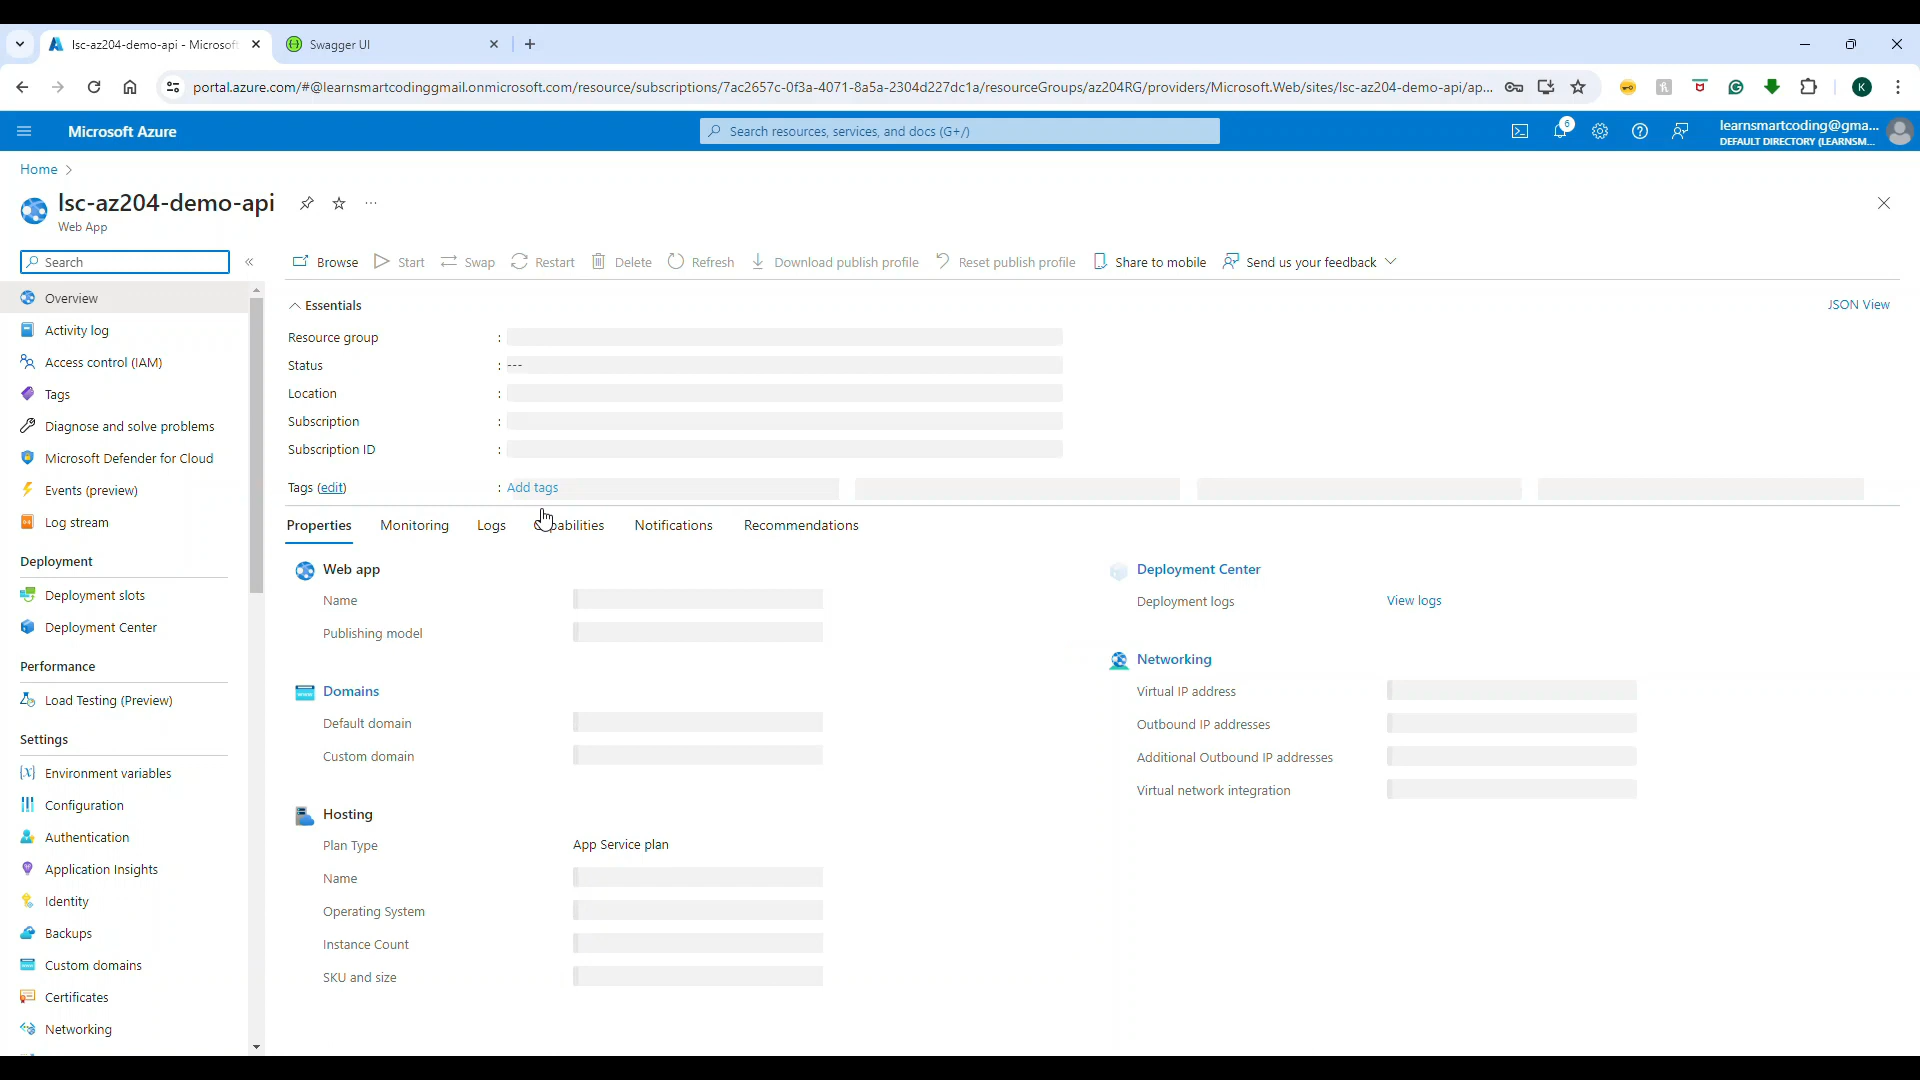 lsc-az204-demo-api - Microsoft
Swagger UI
portal.azure.com/#@learnsmartcodinggmail.onmicrosoft.com/resource/subscriptions/7ac2657c-0f3a-4071-8a5a-2304d227dc1a/resourceGroups/az204RG/providers/Microsoft.Web/sites/lsc-az204-demo-api/ap...
K
Microsoft Azure
Search resources, services, and docs (G+/)
6
learnsmartcoding@gma...
DEFAULT DIRECTORY (LEARNSM...
Home
lsc-az204-demo-api
Web App
Search
Browse
Start
Swap
Restart
Delete
Refresh
Download publish profile
Reset publish profile
Share to mobile
Send us your feedback
Overview
Activity log
Access control (IAM)
Tags
Diagnose and solve problems
Microsoft Defender for Cloud
Events (preview)
Log stream
Deployment
Deployment slots
Deployment Center
Performance
Load Testing (Preview)
Settings
Environment variables
Configuration
Authentication
Application Insights
Identity
Backups
Custom domains
Certificates
Networking
Essentials
JSON View
Resource group :
Status : ---
Location :
Subscription :
Subscription ID :
Tags (edit) : Add tags
Properties
Monitoring
Logs
Capabilities
Notifications
Recommendations
Web app
Name
Publishing model
Domains
Default domain
Custom domain
Hosting
Plan Type App Service plan
Name
Operating System
Instance Count
SKU and size
Deployment Center
Deployment logs View logs
Networking
Virtual IP address
Outbound IP addresses
Additional Outbound IP addresses
Virtual network integration